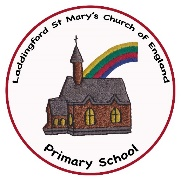 Laddingford St Mary's Church of England
Primary School